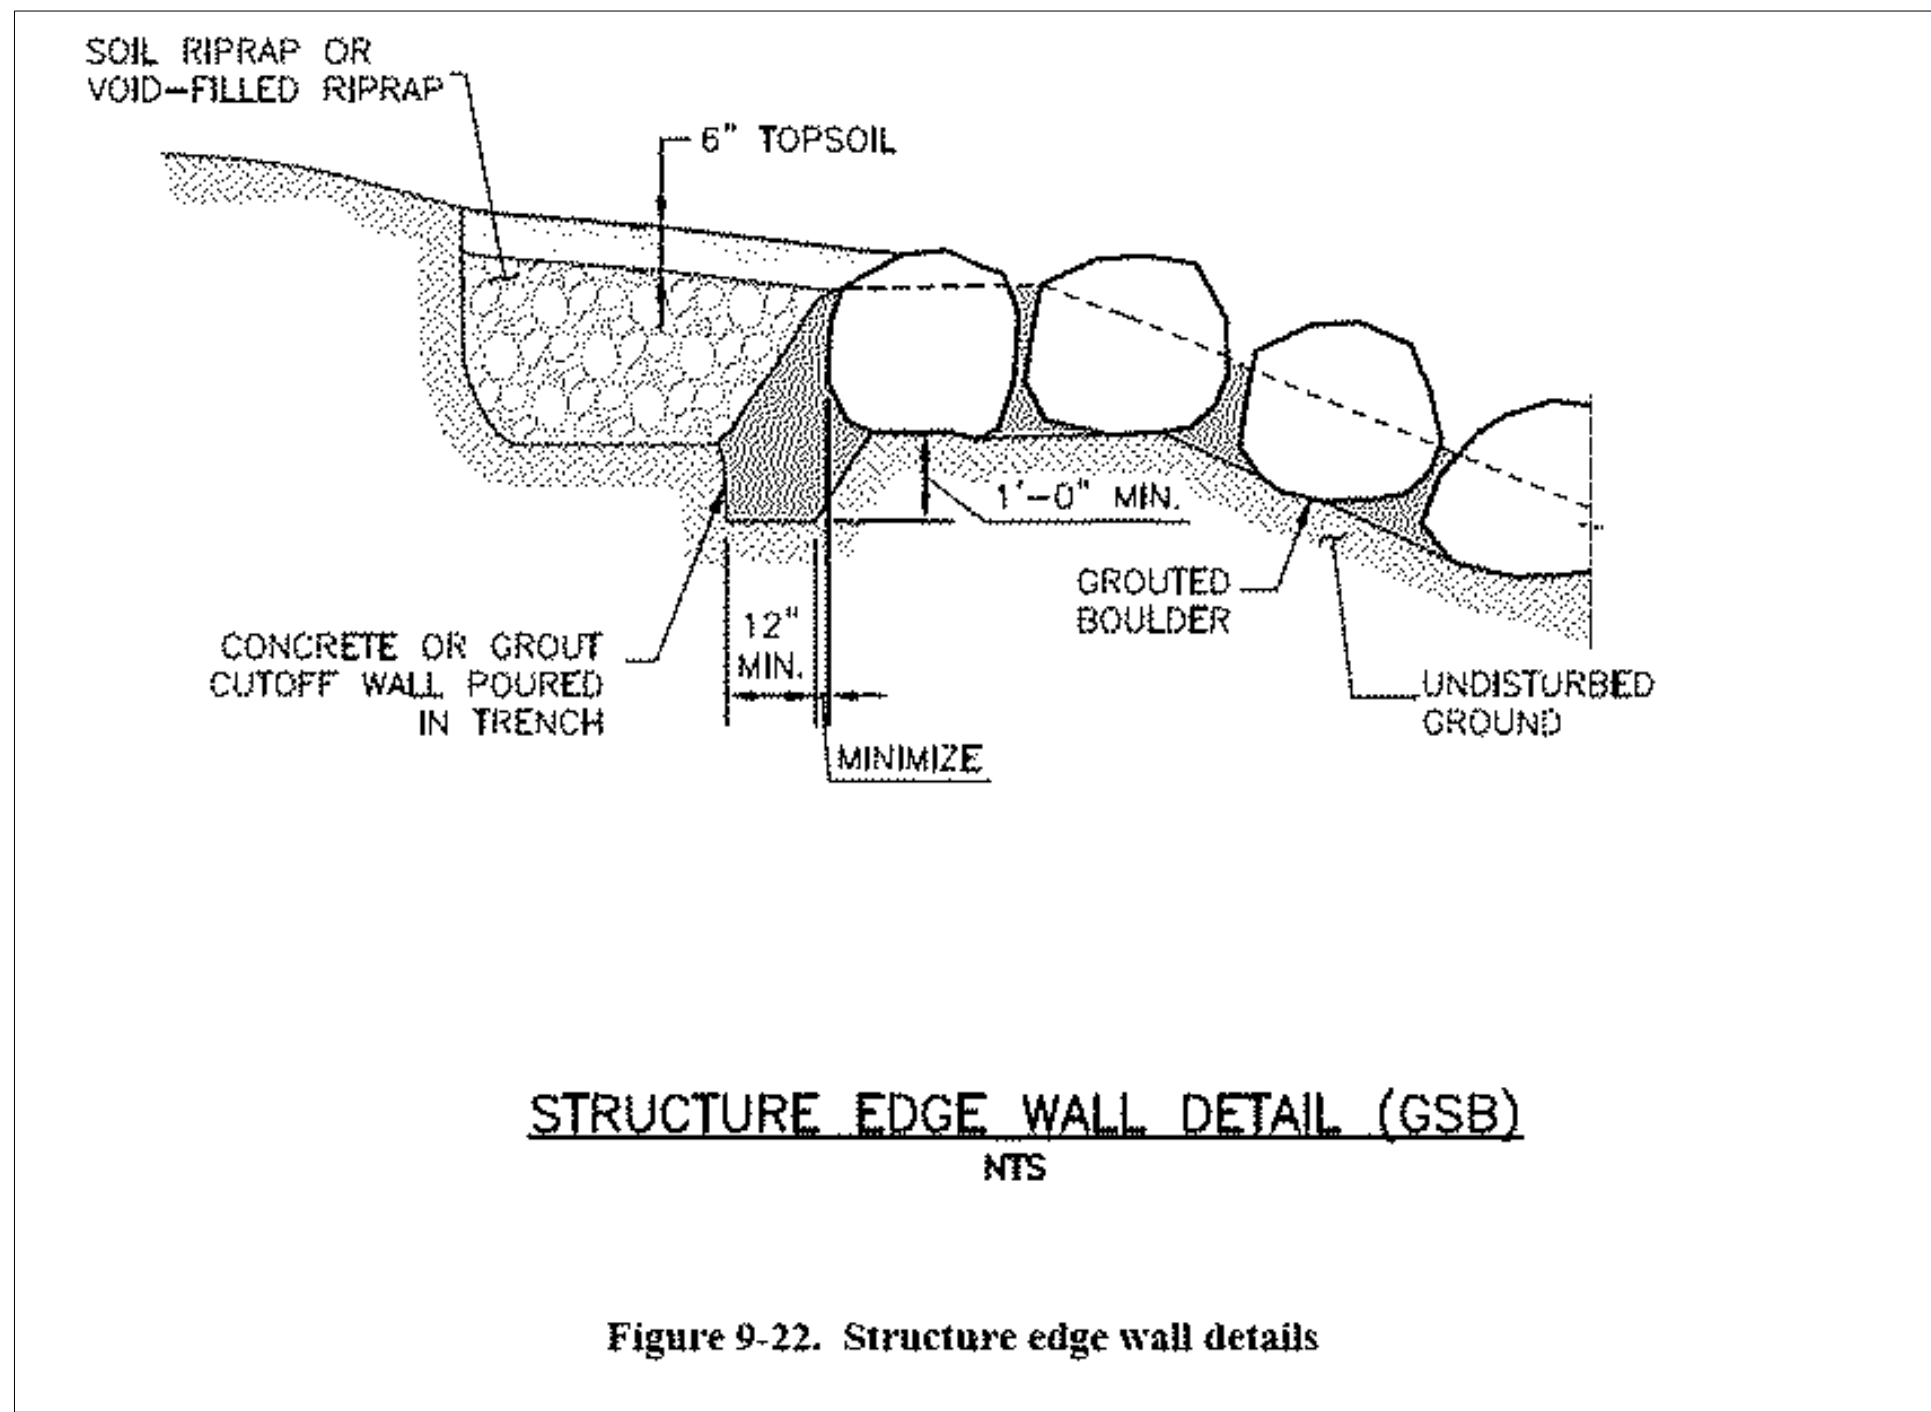 SOIL RIPRAP OR
VOID-FILLED RIPRAP
6" TOPSOIL
1'-0" MIN.
GROUTED
BOULDER
12"
MIN.
CONCRETE OR GROUT
CUTOFF WALL POURED
IN TRENCH
UNDISTURBED
GROUND
MINIMIZE
STRUCTURE EDGE WALL DETAIL (GSB)
NTS
Figure 9-22. Structure edge wall details